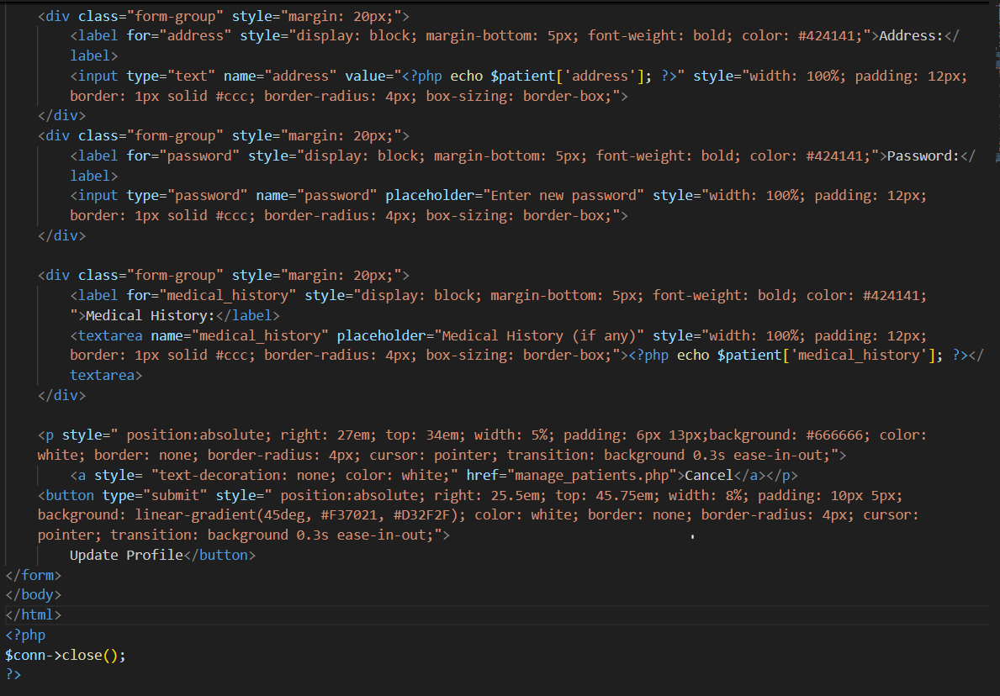 <div class="form-group" style="margin: 20px;">
<label for="address" style="display: block; margin-bottom: 5px; font-weight: bold; color: #424141;">Address:</
label>
<input type="text" name="address" value="<?php echo $patient['address']; ?>" style="width: 100%; padding: 12px;
border: 1px solid #ccc; border-radius: 4px; box-sizing: border-box;">
</div>
<div class="form-group" style="margin: 20px;">
<label for="password" style="display: block; margin-bottom: 5px; font-weight: bold; color: #424141;">Password:</
label>
<input type="password" name="password" placeholder="Enter new password" style="width: 100%; padding: 12px;
border: 1px solid #ccc; border-radius: 4px; box-sizing: border-box;">
</div>
<div class="form-group" style="margin: 20px;">
<label for="medical_history" style="display: block; margin-bottom: 5px; font-weight: bold; color: #424141;
">Medical History:</label>
<textarea name="medical_history" placeholder="Medical History (if any)" style="width: 100%; padding: 12px;
border: 1px solid #ccc; border-radius: 4px; box-sizing: border-box;"><?php echo $patient['medical_history']; ?></
textarea>
</div>
<p style=" position:absolute; right: 27em; top: 34em; width: 5%; padding: 6px 13px;background: #666666; color:
white; border: none; border-radius: 4px; cursor: pointer; transition: background 0.3s ease-in-out;">
<a style= "text-decoration: none; color: white;" href="manage_patients.php">Cancel</a></p>
<button type="submit" style=" position:absolute; right: 25.5em; top: 45.75em; width: 8%; padding: 10px 5px;
background: linear-gradient(45deg, #F37021, #D32F2F); color: white; border: none; border-radius: 4px; cursor:
pointer; transition: background 0.3s ease-in-out;">
Update Profile</button>
</form>
</body>
</html>
<?php
$conn->close();
?>